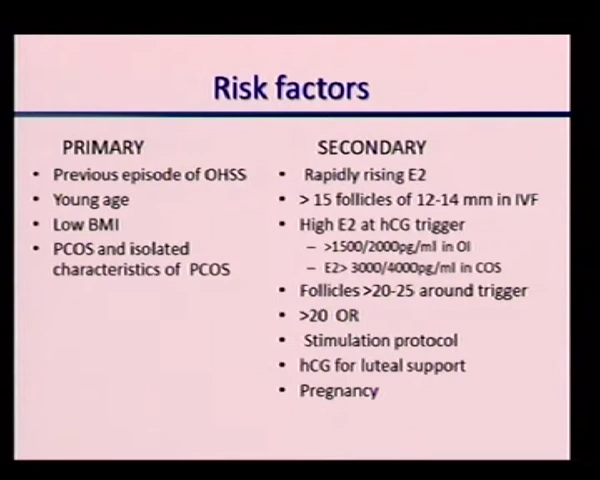 Risk factors
PRIMARY
• Previous episode of OHSS
• Young age
• Low BMI
• PCOS and isolated
characteristics of PCOS
SECONDARY
• Rapidly rising E2
• > 15 follicles of 12-14 mm in IVF
• High E2 at hCG trigger
– >1500/2000pg/ml in OI
– E2> 3000/4000pg/ml in COS
• Follicles >20-25 around trigger
• >20 OR
• Stimulation protocol
• hCG for luteal support
• Pregnancy